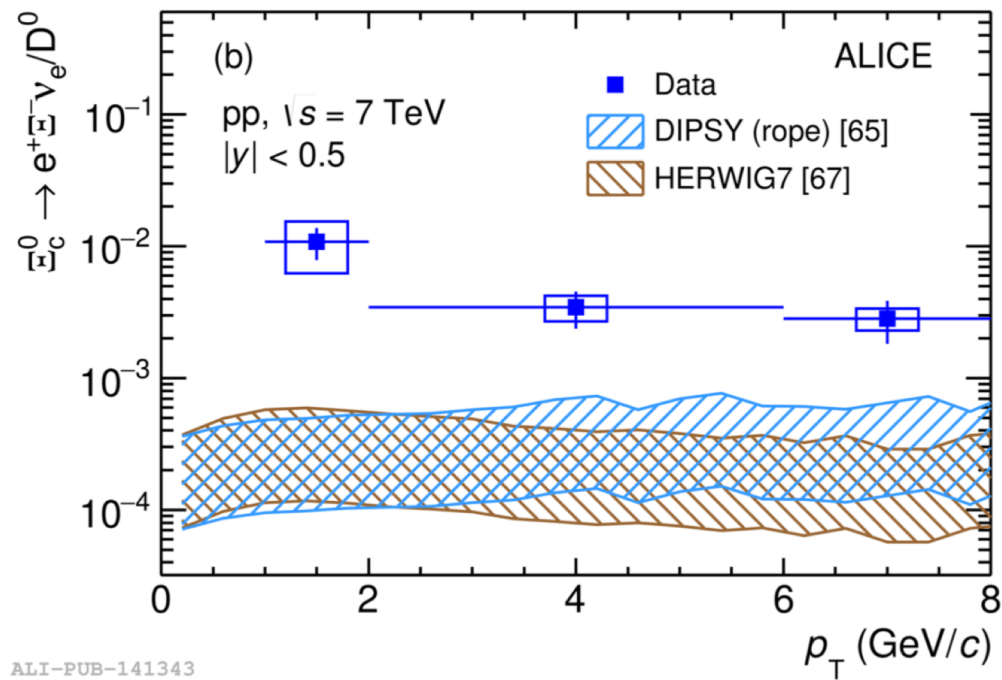 Ξc0 → e+Ξ−νe/D0
(b)
ALICE
pp, √s = 7 TeV
|y| < 0.5
Data
DIPSY (rope) [65]
HERWIG7 [67]
10−1
10−2
10−3
10−4
0 2 4 6 8
pT (GeV/c)
ALI-PUB-141343